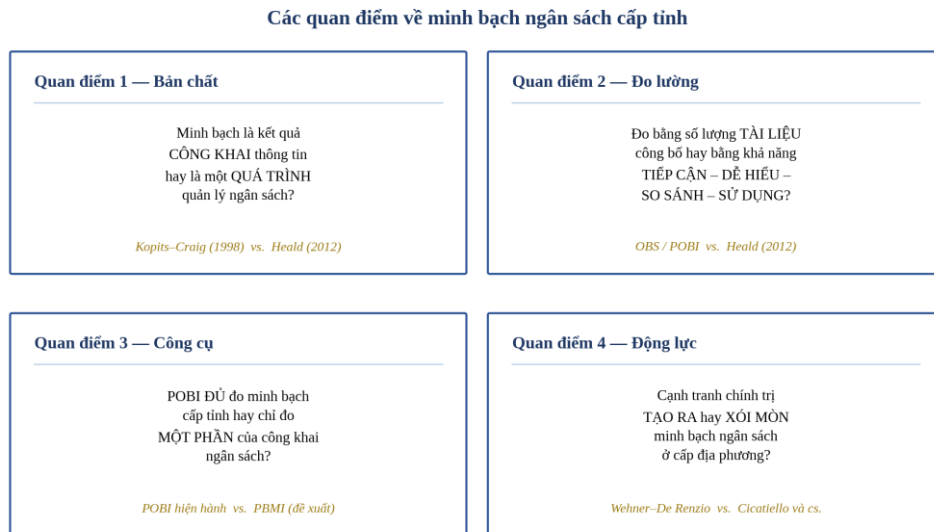 Các quan điểm về minh bạch ngân sách cấp tỉnh
Quan điểm 1 — Bản chất
Minh bạch là kết quả
CÔNG KHAI thông tin
hay là một QUÁ TRÌNH
quản lý ngân sách?
Kopits–Craig (1998) vs. Heald (2012)
Quan điểm 2 — Đo lường
Đo bằng số lượng TÀI LIỆU
công bố hay bằng khả năng
TIẾP CẬN – DỄ HIỂU –
SO SÁNH – SỬ DỤNG?
OBS / POBI vs. Heald (2012)
Quan điểm 3 — Công cụ
POBI ĐỦ đo minh bạch
cấp tỉnh hay chỉ đo
MỘT PHẦN của công khai
ngân sách?
POBI hiện hành vs. PBMI (đề xuất)
Quan điểm 4 — Động lực
Cạnh tranh chính trị
TẠO RA hay XÓI MÒN
minh bạch ngân sách
ở cấp địa phương?
Wehner–De Renzio vs. Cicatiello và cs.